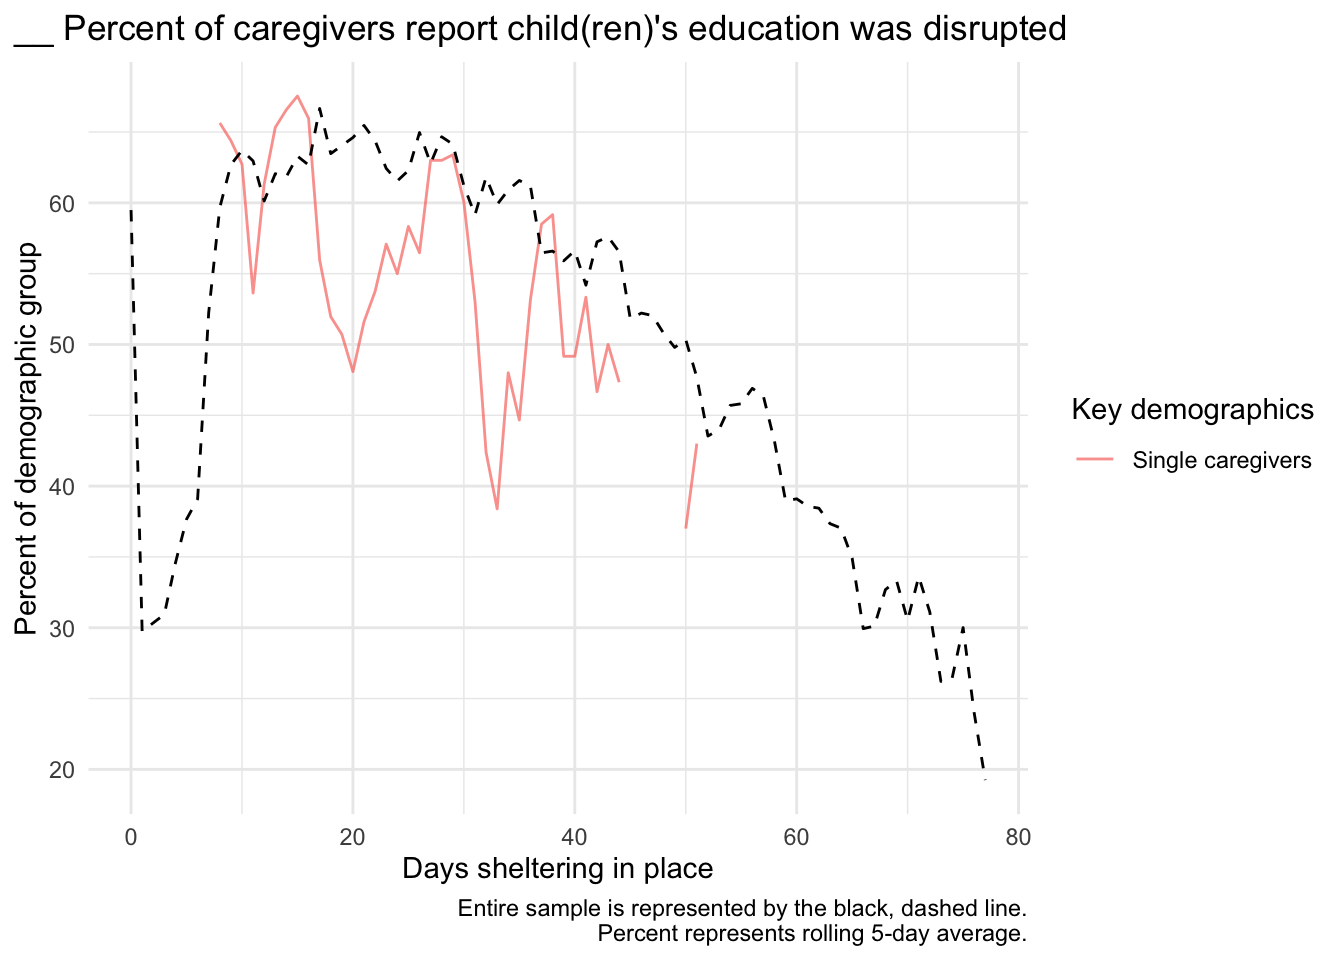 __ Percent of caregivers report child(ren)'s education was disrupted
Percent of demographic group
60
50
40
30
20
0
20
40
60
80
Days sheltering in place
Key demographics
Single caregivers
Entire sample is represented by the black, dashed line.
Percent represents rolling 5-day average.